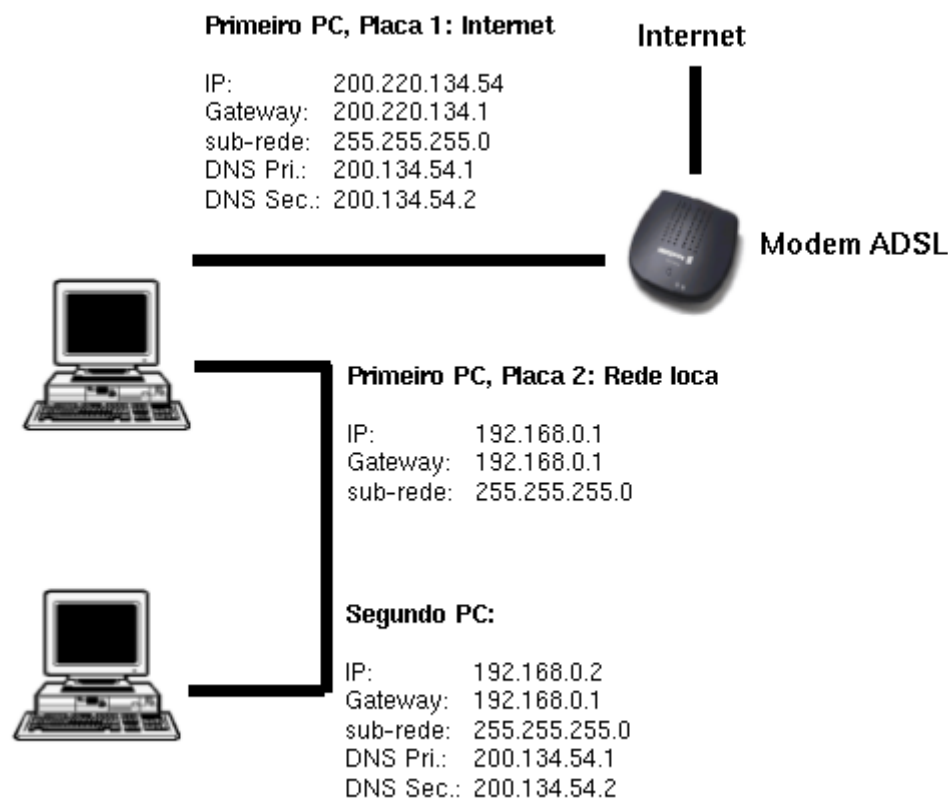 Primeiro PC, Placa 1: Internet
Internet
IP: 200.220.134.54
Gateway: 200.220.134.1
sub-rede: 255.255.255.0
DNS Pri.: 200.134.54.1
DNS Sec.: 200.134.54.2
Modem ADSL
Primeiro PC, Placa 2: Rede loca
IP: 192.168.0.1
Gateway: 192.168.0.1
sub-rede: 255.255.255.0
Segundo PC:
IP: 192.168.0.2
Gateway: 192.168.0.1
sub-rede: 255.255.255.0
DNS Pri.: 200.134.54.1
DNS Sec.: 200.134.54.2